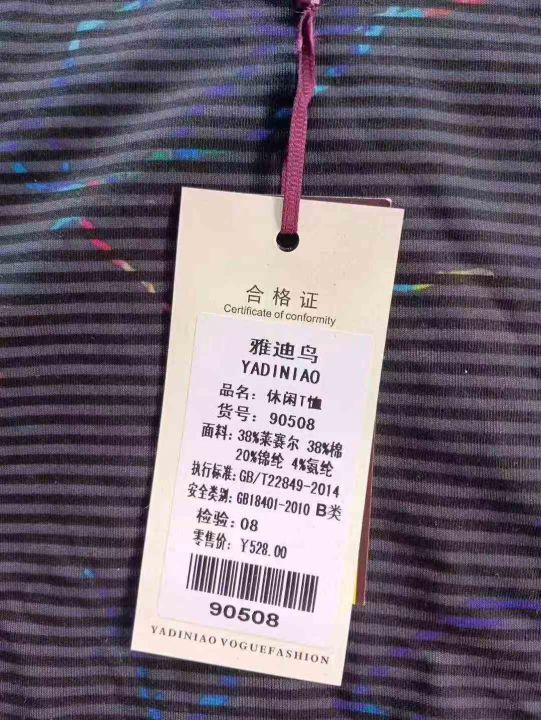 合格证
Certificate of conformity
雅迪鸟
YADINIAO
品名: 休闲T恤
货号: 90508
面料: 38%莱赛尔 38%棉
20%锦纶 4%氨纶
执行标准: GB/T22849-2014
安全类别: GB18401-2010 B类
检验: 08
零售价: ¥528.00
90508
YADINIAO VOGUEFASHION